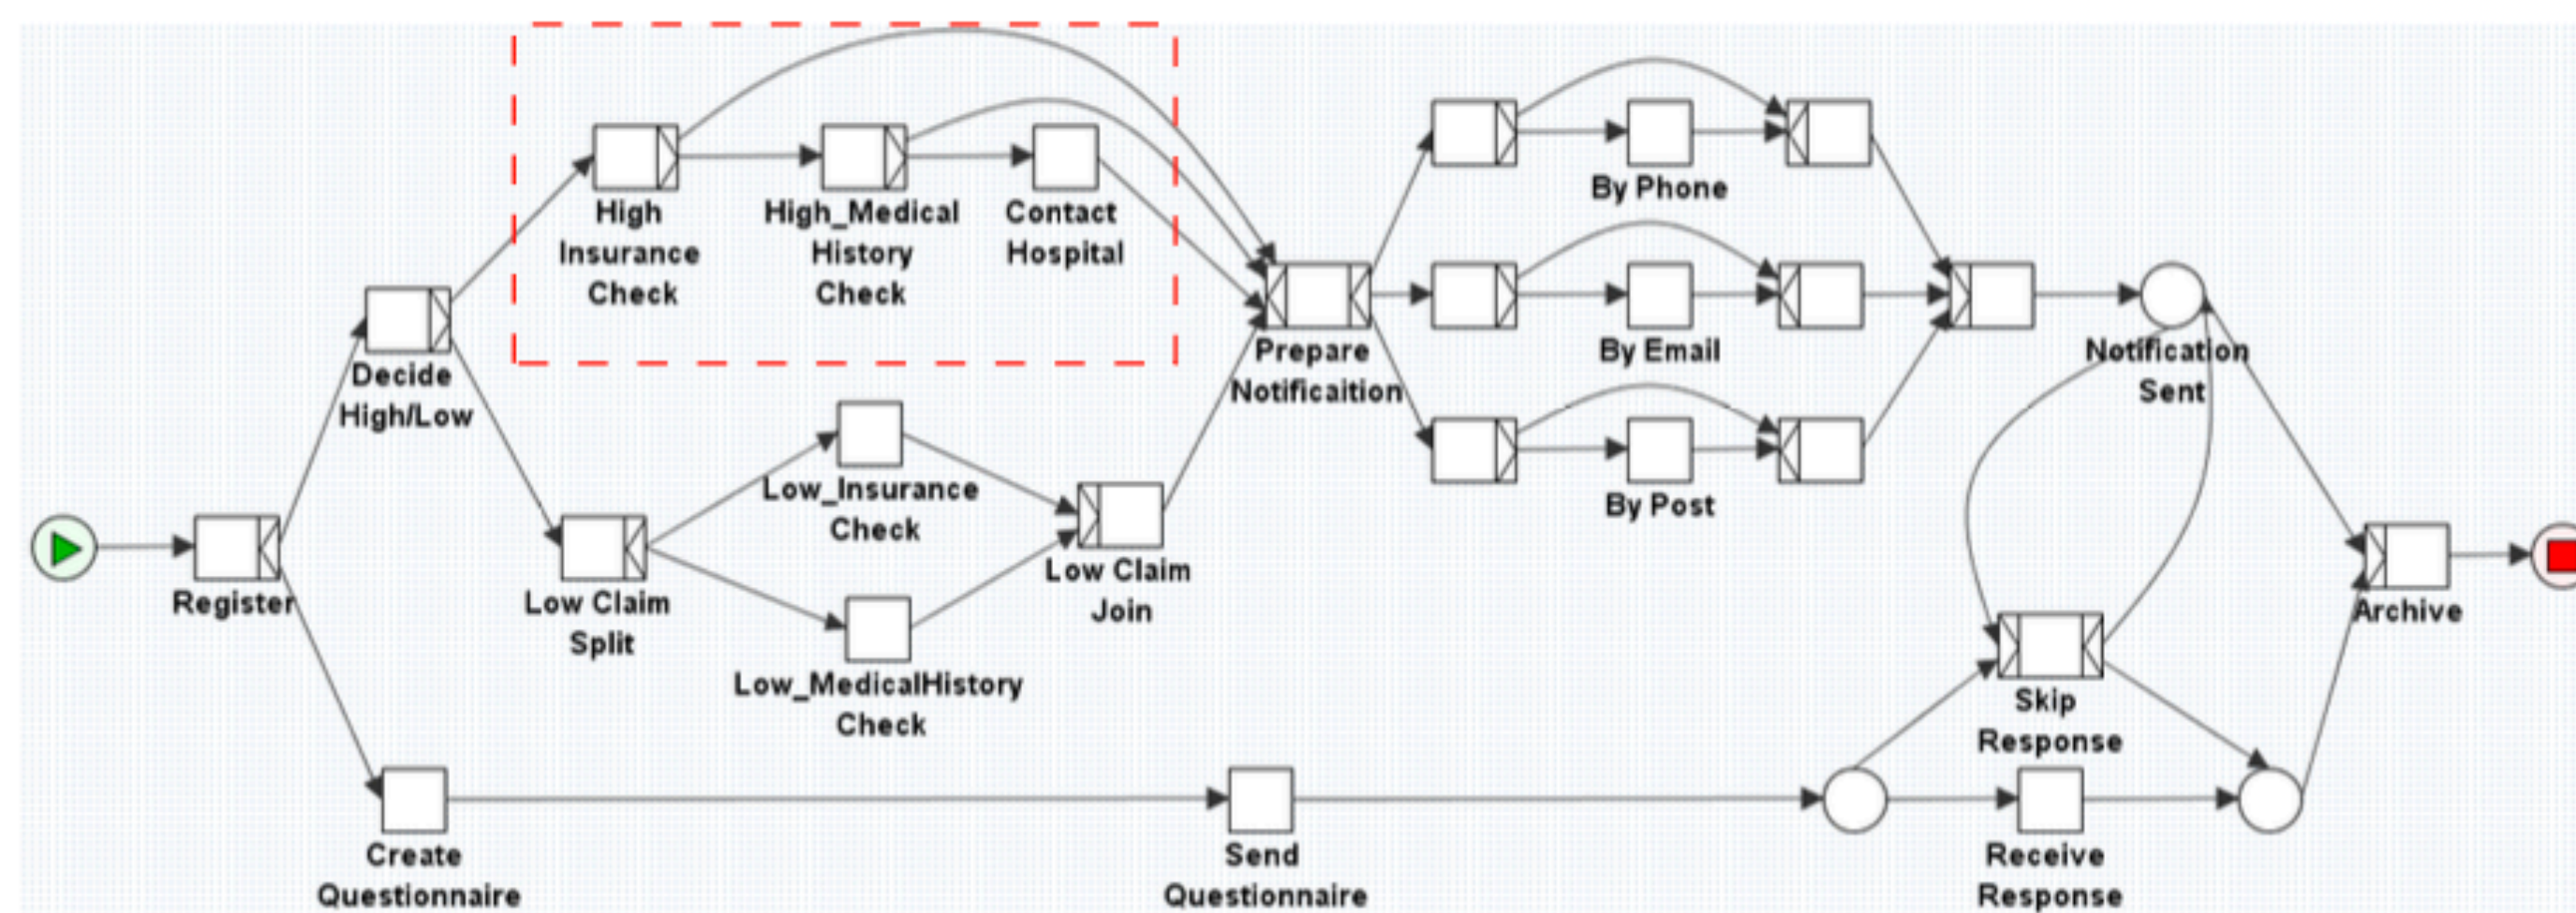 High
Insurance
Check
High_Medical
History
Check
Contact
Hospital
By Phone
Decide
High/Low
Prepare
Notificaition
By Email
Notification
Sent
Low_Insurance
Check
By Post
Register
Low Claim
Split
Low Claim
Join
Archive
Low_MedicalHistory
Check
Skip
Response
Create
Questionnaire
Send
Questionnaire
Receive
Response